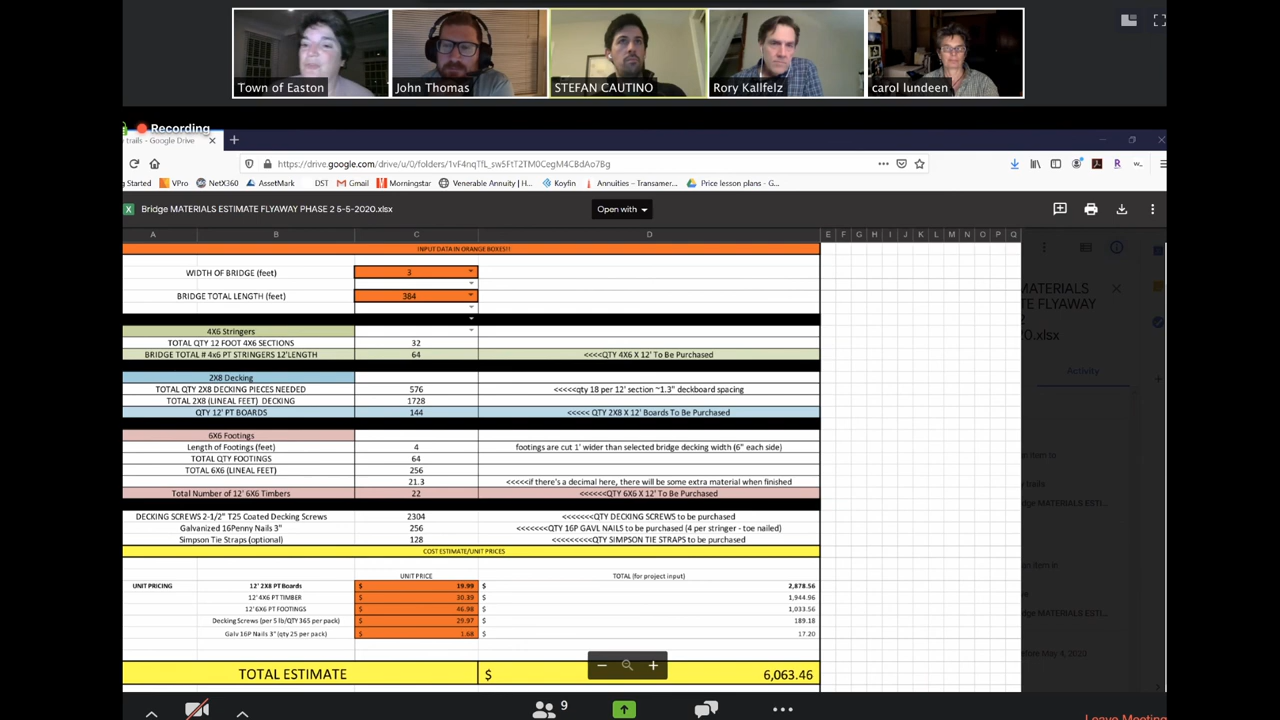 Town of Easton
John Thomas
STEFAN CAUTINO
Rory Kallfelz
carol lundeen
Recording
trails - Google Drive
https://drive.google.com/drive/u/0/folders/
Started VPro NetX360 AssetMark DST Gmail Morningstar Venerable Annuity | H... Koyfin Annuities – Transamer... Price lesson plans - G...
Bridge MATERIALS ESTIMATE FLYAWAY PHASE 2 5-5-2020.xlsx
Open with
A B C D E F G H I J K L M N O P Q
INPUT DATA IN ORANGE BOXES!!
WIDTH OF BRIDGE (feet) 3
BRIDGE TOTAL LENGTH (feet) 384
4X6 Stringers
TOTAL QTY 12 FOOT 4X6 SECTIONS 32
BRIDGE TOTAL # 4x6 PT STRINGERS 12'LENGTH 64 <<<<QTY 4X6 X 12' To Be Purchased
2X8 Decking
TOTAL QTY 2X8 DECKING PIECES NEEDED 576 <<<<<qty 18 per 12' section ~1.3" deckboard spacing
TOTAL 2X8 (LINEAL FEET) DECKING 1728
QTY 12' PT BOARDS 144 <<<<< QTY 2X8 X 12' Boards To Be Purchased
6X6 Footings
Length of Footings (feet) 4 footings are cut 1' wider than selected bridge decking width (6" each side)
TOTAL QTY FOOTINGS 64
TOTAL 6X6 (LINEAL FEET) 256
21.3 <<<<<if there's a decimal here, there will be some extra material when finished
Total Number of 12' 6X6 Timbers 22 <<<<<<QTY 6X6 X 12' To Be Purchased
DECKING SCREWS 2-1/2" T25 Coated Decking Screws 2304 <<<<<<<QTY DECKING SCREWS to be purchased
Galvanized 16Penny Nails 3" 256 <<<<<<<QTY 16P GAVL NAILS to be purchased (4 per stringer - toe nailed)
Simpson Tie Straps (optional) 128 <<<<<<<<<QTY SIMPSON TIE STRAPS to be purchased
COST ESTIMATE/UNIT PRICES
UNIT PRICE TOTAL (for project input)
UNIT PRICING 12' 2X8 PT Boards $ 19.99 $ 2,878.56
12' 4X6 PT TIMBER $ 30.39 $ 1,944.96
12' 6X6 PT FOOTINGS $ 46.98 $ 1,033.56
Decking Screws (per 5 lb/QTY 365 per pack) $ 29.97 $ 189.18
Galv 16P Nails 3" (qty 25 per pack) $ 1.68 $ 17.20
TOTAL ESTIMATE $ 6,063.46
MATERIALS
FLYAWAY
2
0.xlsx
Activity
9
Leave Meeting